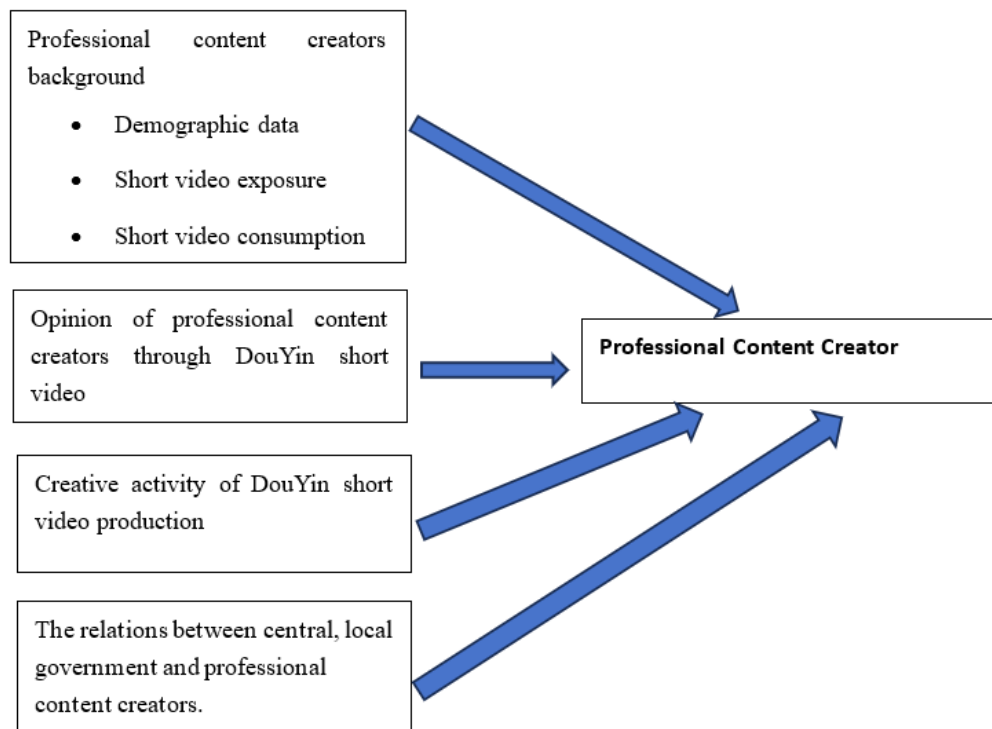 Professional content creators
background
• Demographic data
• Short video exposure
• Short video consumption
Opinion of professional content
creators through DouYin short
video
Professional Content Creator
Creative activity of DouYin short
video production
The relations between central, local
government and professional
content creators.